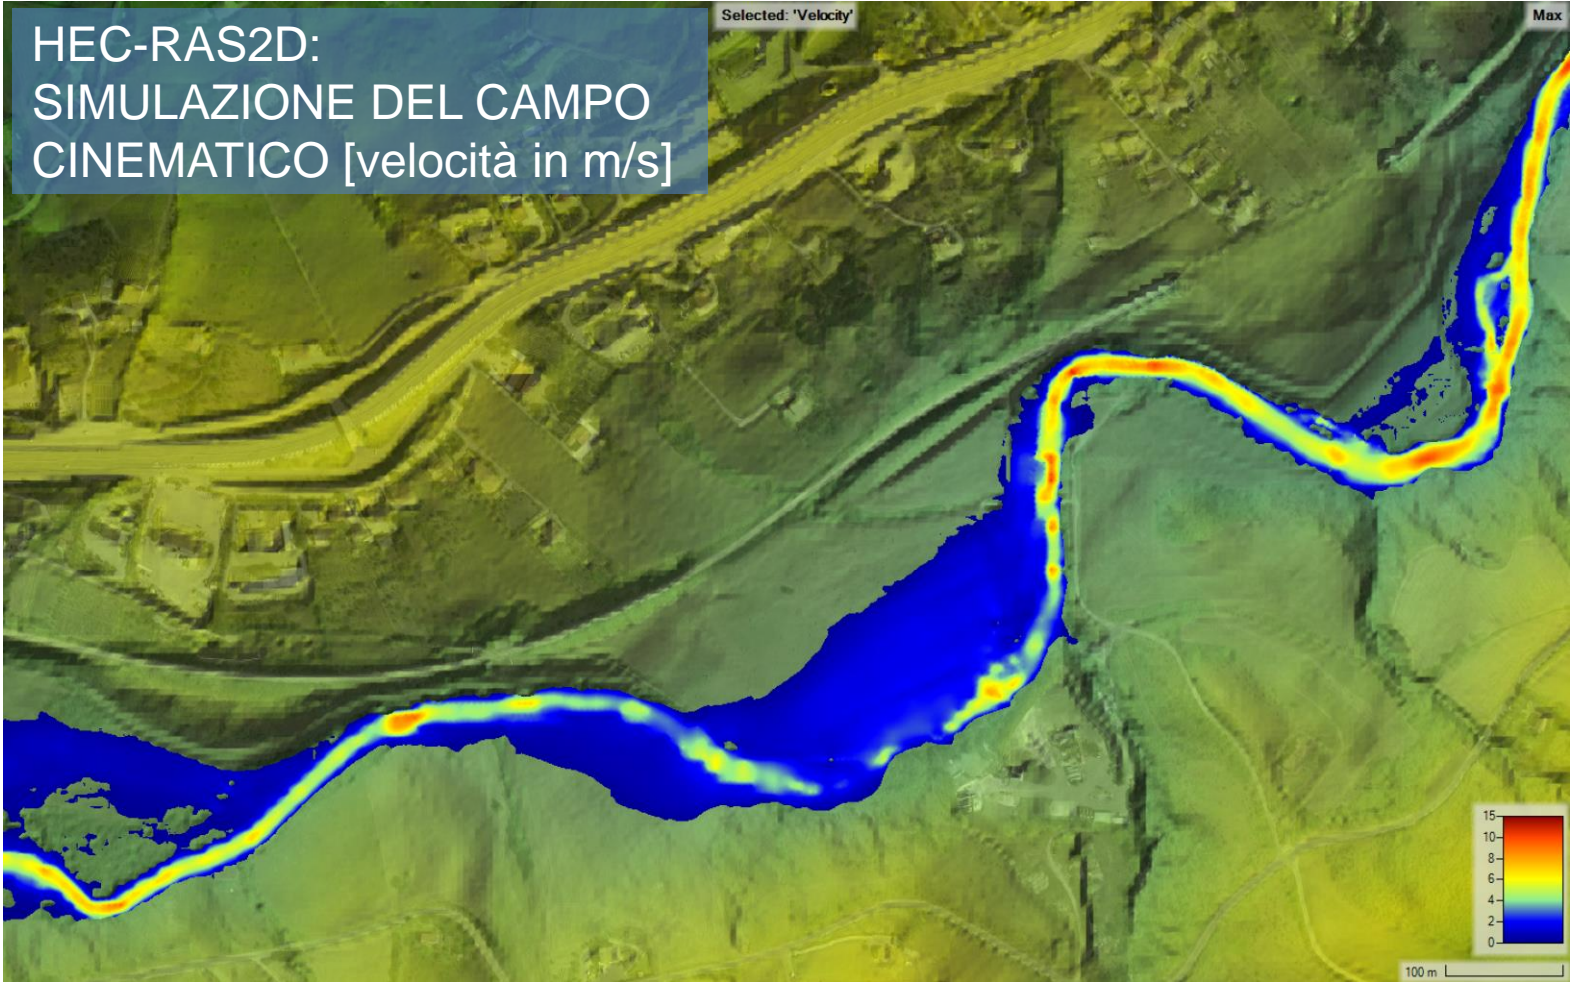 HEC-RAS2D:
SIMULAZIONE DEL CAMPO
CINEMATICO [velocità in m/s]
Selected: 'Velocity'
Max
15
10
8
6
4
2
0
100 m